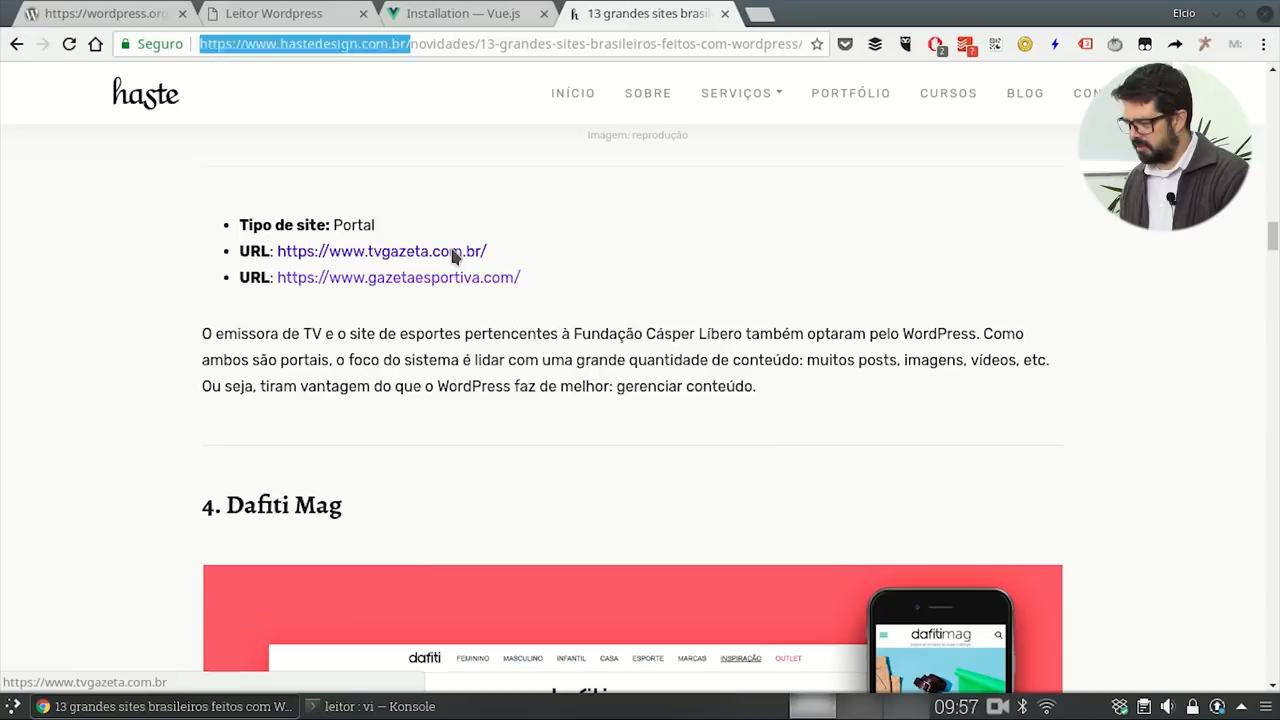 https://wordpress.org
Leitor Wordpress
Installation — Vue.js
13 grandes sites brasil
Elcio
Seguro
https://www.hastedesign.com.br/novidades/13-grandes-sites-brasileiros-feitos-com-wordpress/
2
7
M:
haste
INÍCIO
SOBRE
SERVIÇOS
PORTFÓLIO
CURSOS
BLOG
CON
Imagem: reprodução
• Tipo de site: Portal
• URL: https://www.tvgazeta.com.br/
• URL: https://www.gazetaesportiva.com/
O emissora de TV e o site de esportes pertencentes à Fundação Cásper Líbero também optaram pelo WordPress. Como
ambos são portais, o foco do sistema é lidar com uma grande quantidade de conteúdo: muitos posts, imagens, vídeos, etc.
Ou seja, tiram vantagem do que o WordPress faz de melhor: gerenciar conteúdo.
4. Dafiti Mag
dafitimag
dafiti
FEMININO
MASCULINO
INFANTIL
CASA
ESPORTE
MARCAS
INSPIRAÇÃO
OUTLET
https://www.tvgazeta.com.br
13 grandes sites brasileiros feitos com W...
leitor : vi — Konsole
09:57